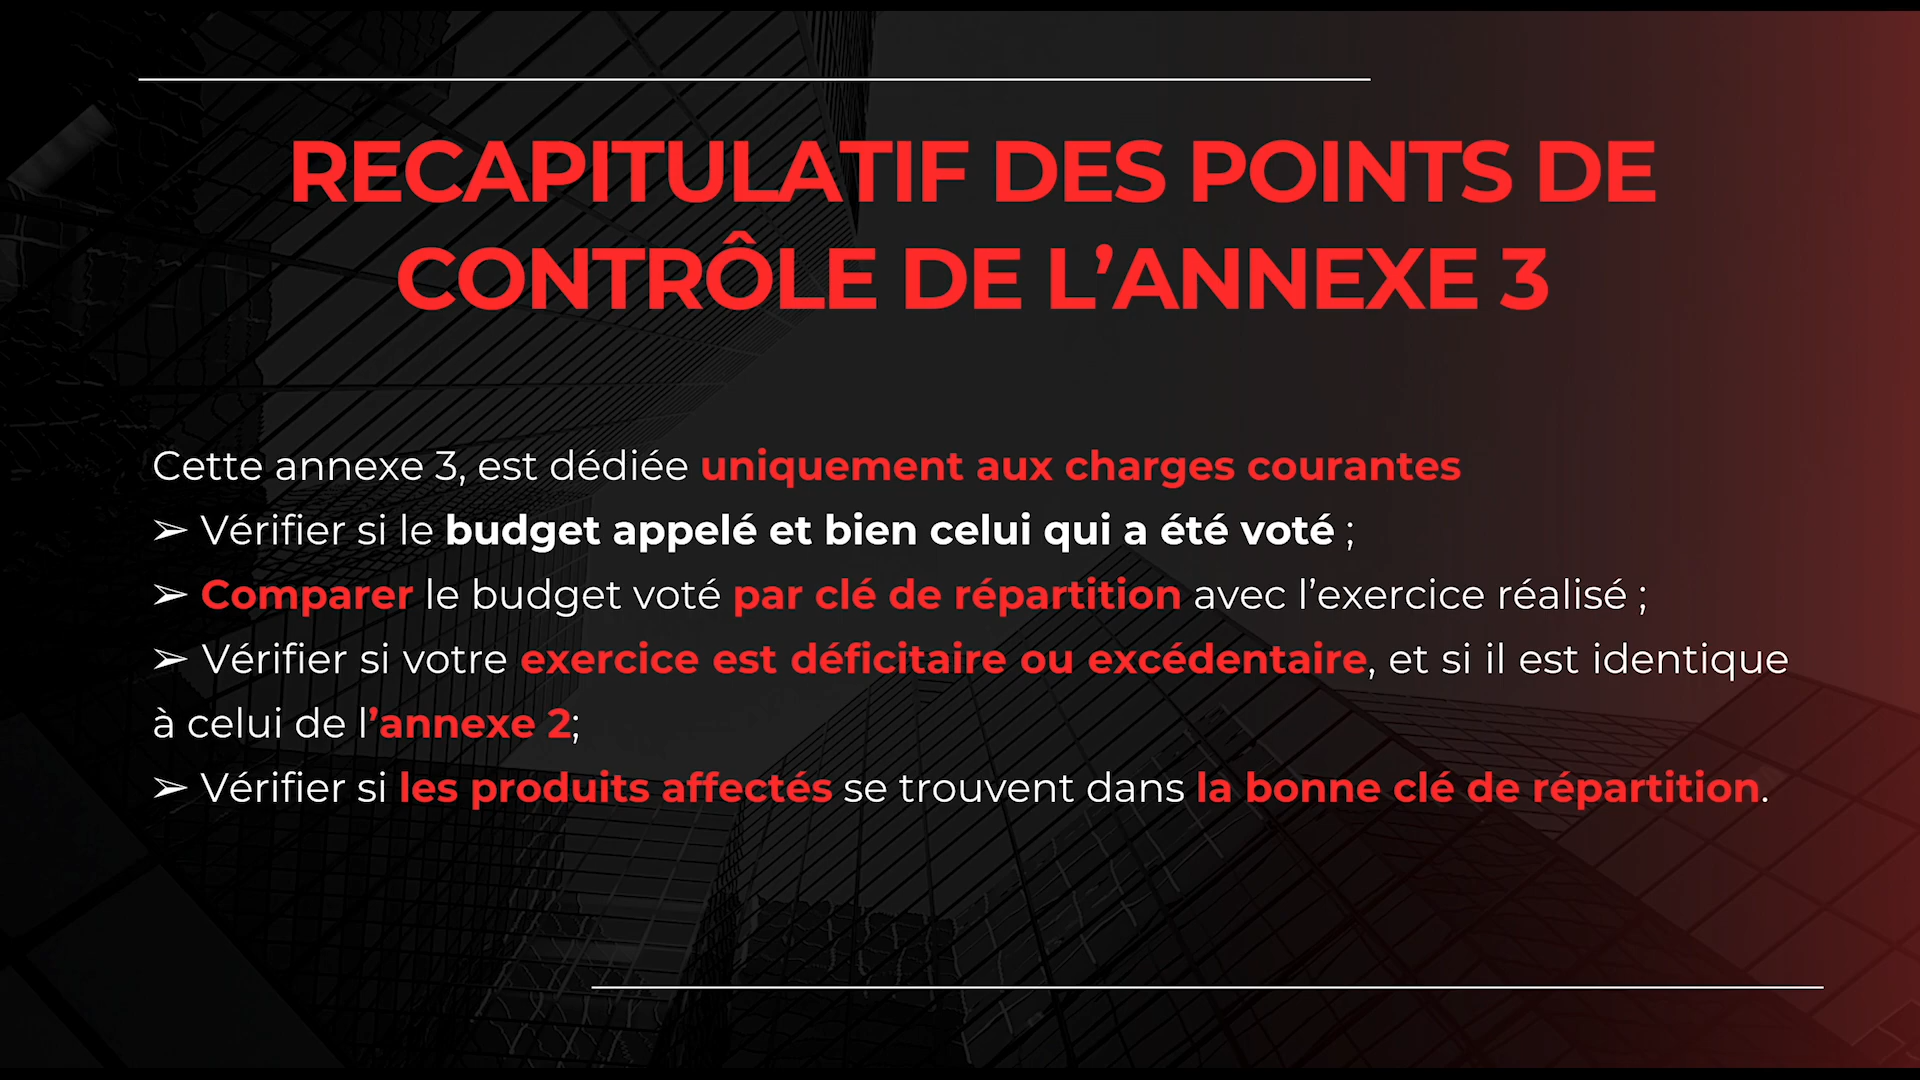 RECAPITULATIF DES POINTS DE
CONTRÔLE DE L’ANNEXE 3
Cette annexe 3, est dédiée uniquement aux charges courantes
➢ Vérifier si le budget appelé et bien celui qui a été voté ;
➢ Comparer le budget voté par clé de répartition avec l’exercice réalisé ;
➢ Vérifier si votre exercice est déficitaire ou excédentaire, et si il est identique
à celui de l’annexe 2;
➢ Vérifier si les produits affectés se trouvent dans la bonne clé de répartition.